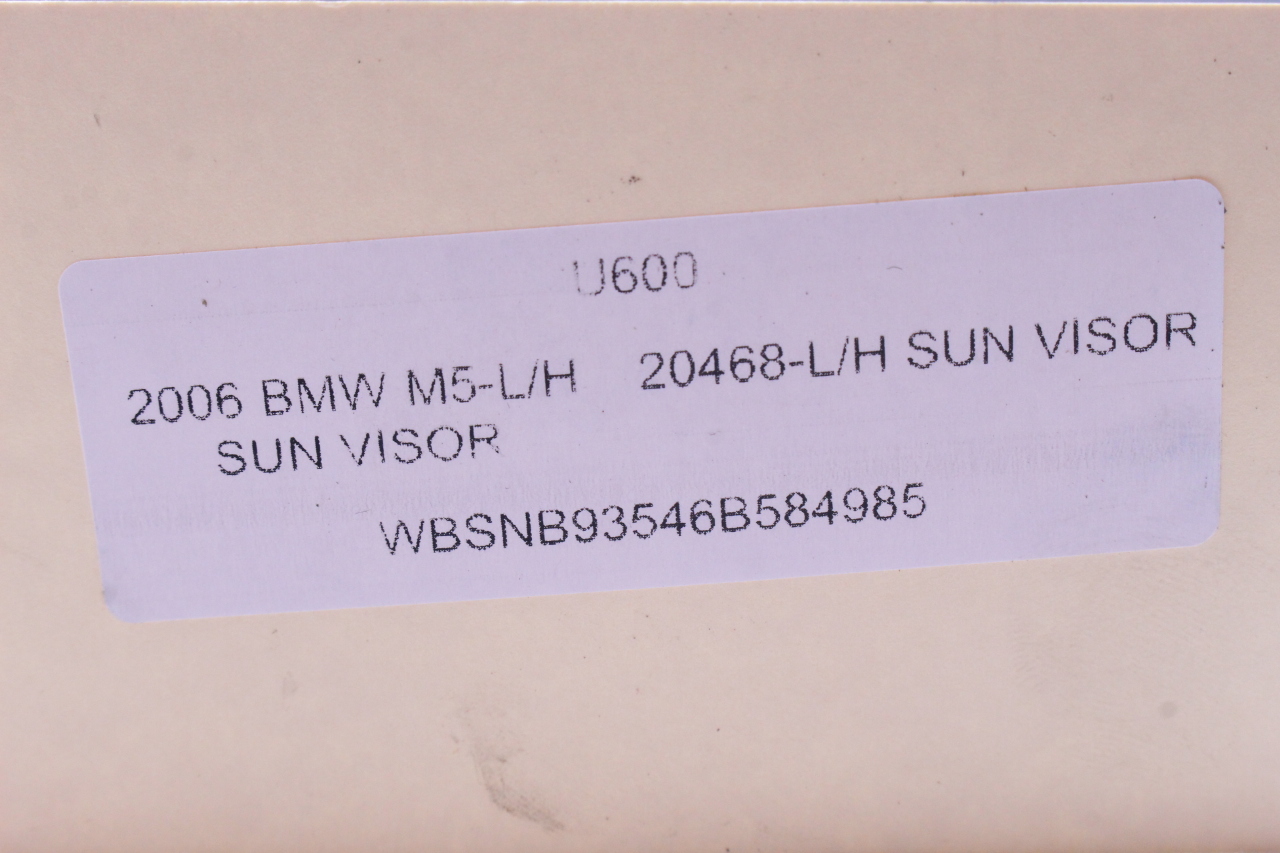 U600
2006 BMW M5-L/H
SUN VISOR
20468-L/H SUN VISOR
WBSNB93546B584985